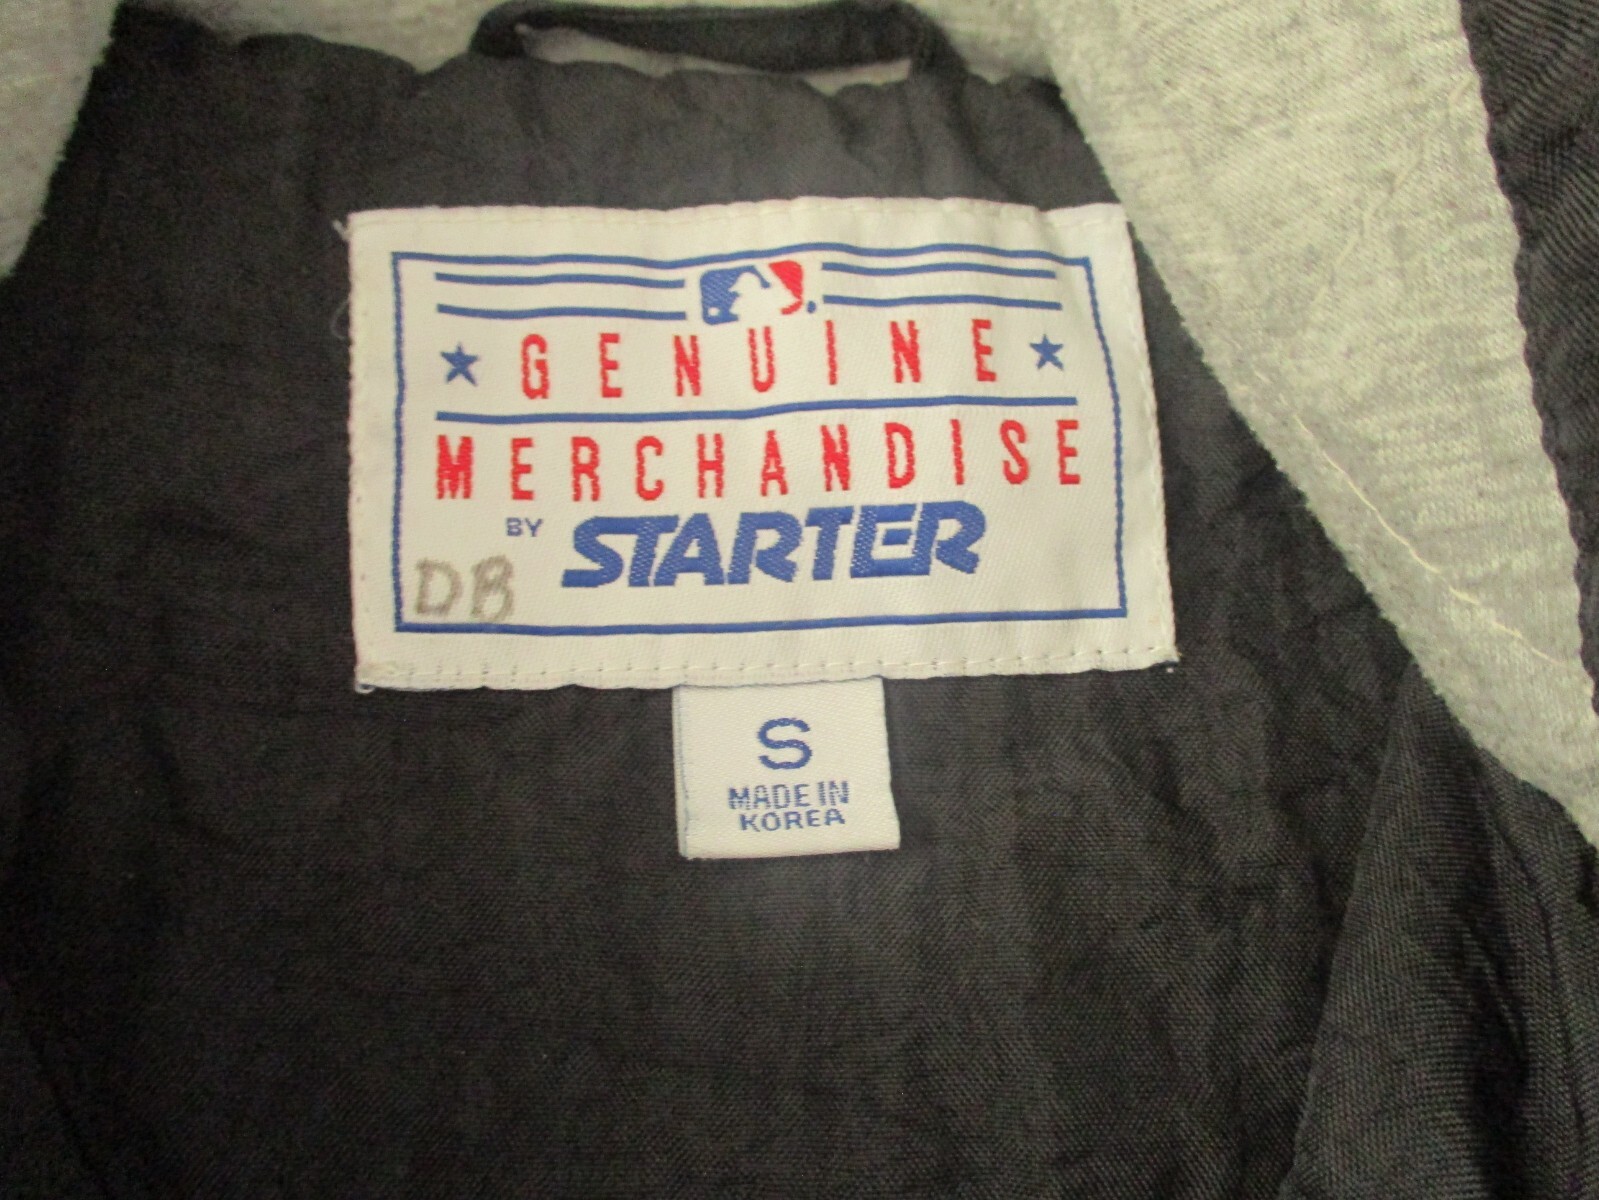 GENUINE
MERCHANDISE
BY STARTER
DB
S
MADE IN
KOREA